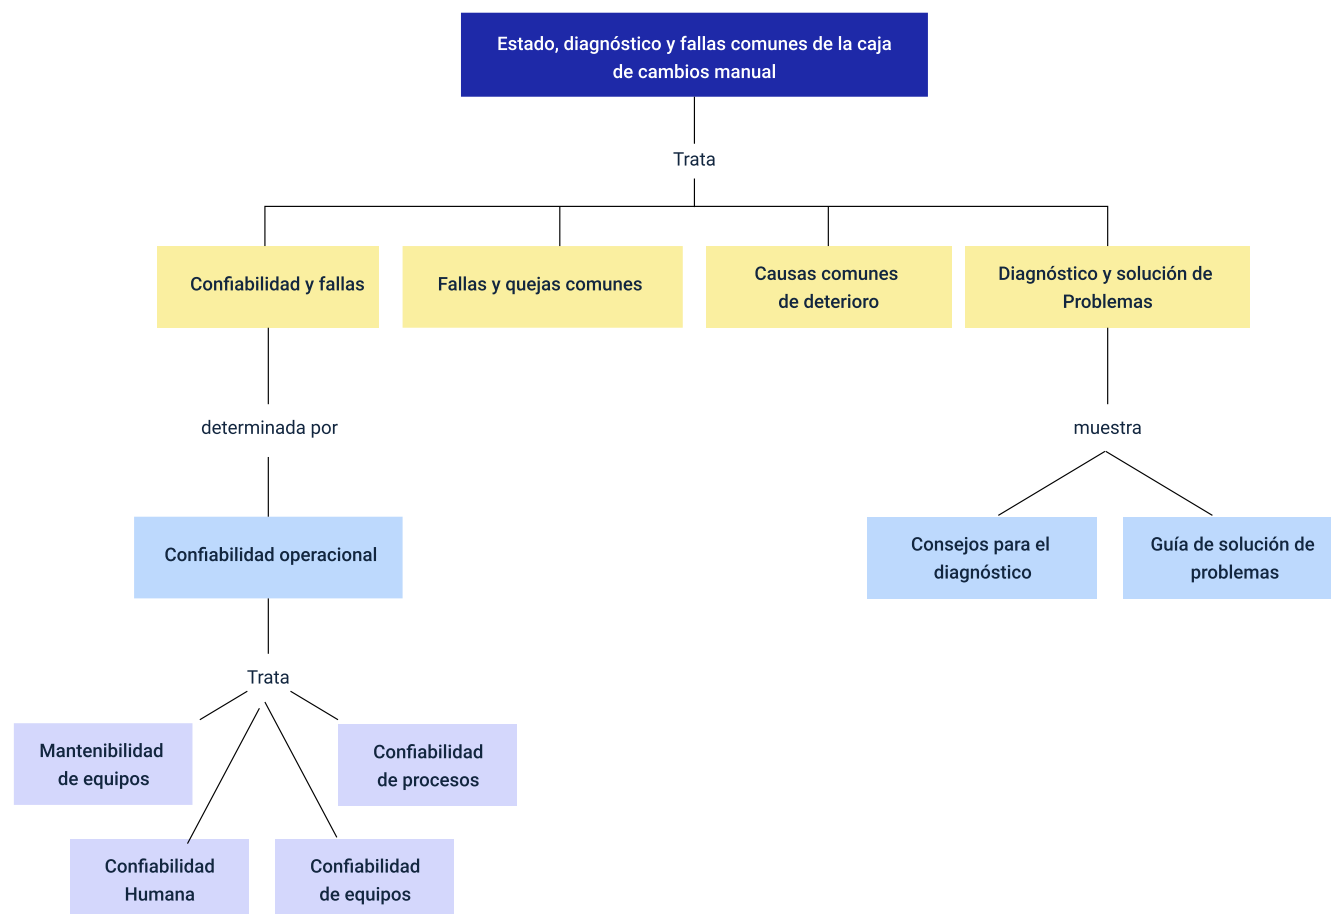 Estado, diagnóstico y fallas comunes de la caja
de cambios manual
Trata
Confiabilidad y fallas
Fallas y quejas comunes
Causas comunes
de deterioro
Diagnóstico y solución de
Problemas
determinada por
muestra
Confiabilidad operacional
Consejos para el
diagnóstico
Guía de solución de
problemas
Trata
Mantenibilidad
de equipos
Confiabilidad
de procesos
Confiabilidad
Humana
Confiabilidad
de equipos